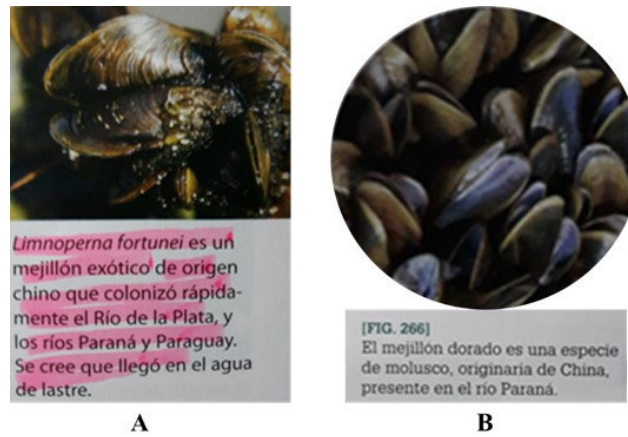 Limnoperna fortunei es un
mejillón exótico de origen
chino que colonizó rápida-
mente el Río de la Plata, y
los ríos Paraná y Paraguay.
Se cree que llegó en el agua
de lastre.
A
[FIG. 266]
El mejillón dorado es una especie
de molusco, originaria de China,
presente en el río Paraná.
B